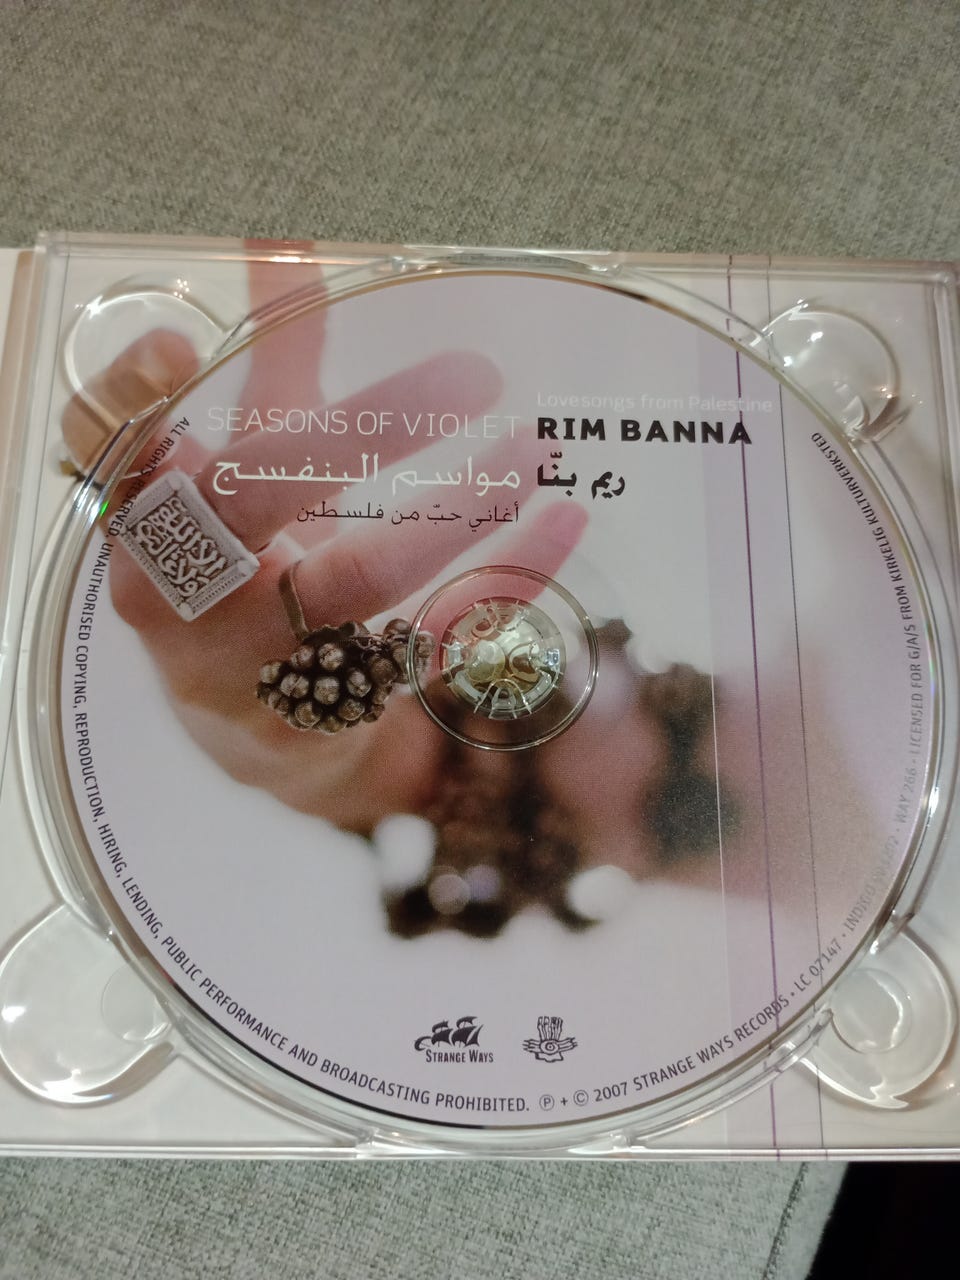 Lovesongs from Palestine
SEASONS OF VIOLET RIM BANNA
مواسم البنفسج ريم بنّا
أغاني حبّ من فلسطين
STRANGE WAYS
ALL RIGHTS RESERVED. UNAUTHORISED COPYING, REPRODUCTION, HIRING, LENDING, PUBLIC PERFORMANCE AND BROADCASTING PROHIBITED. Ⓟ + © 2007 STRANGE WAYS RECORDS • LC 07147 • INDIGO • WAY 266 • LICENSED FOR G/A/S FROM KIRKELIG KULTURVERKSTED